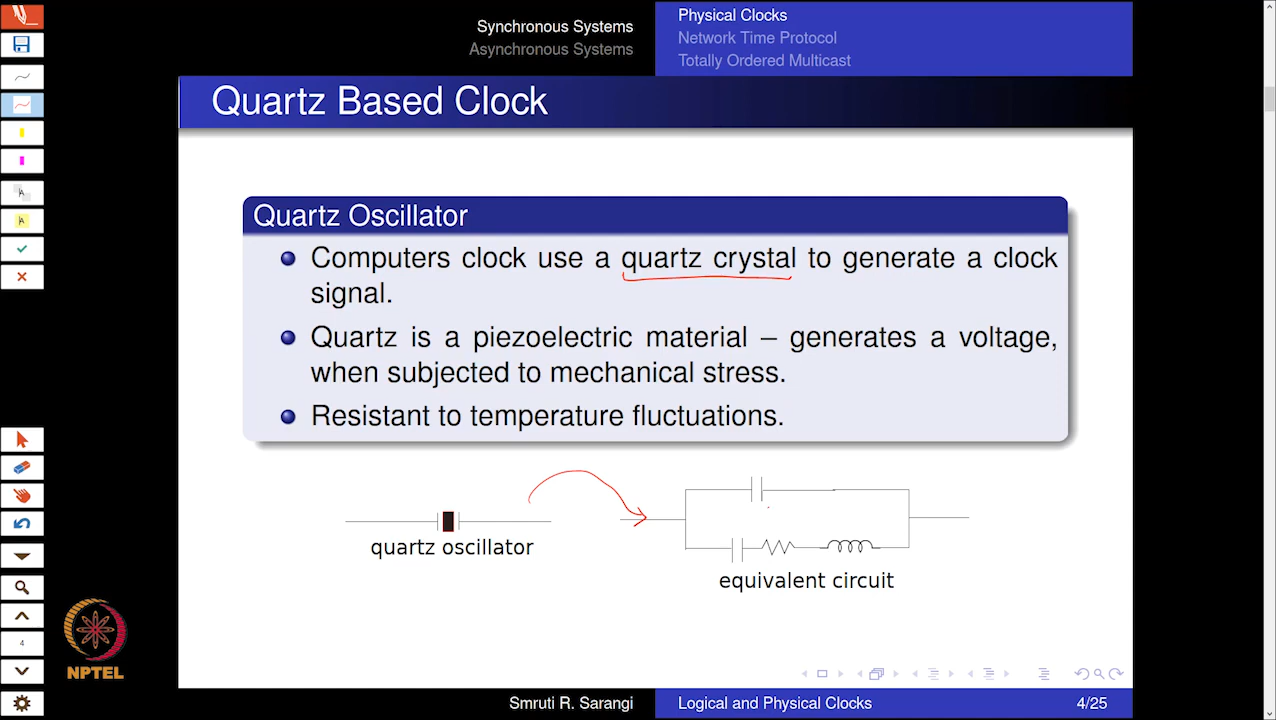 Synchronous Systems
Asynchronous Systems
Physical Clocks
Network Time Protocol
Totally Ordered Multicast
Quartz Based Clock
Quartz Oscillator
Computers clock use a quartz crystal to generate a clock
signal.
Quartz is a piezoelectric material – generates a voltage,
when subjected to mechanical stress.
Resistant to temperature fluctuations.
quartz oscillator
equivalent circuit
A
A
4
NPTEL
Smruti R. Sarangi
Logical and Physical Clocks
4/25